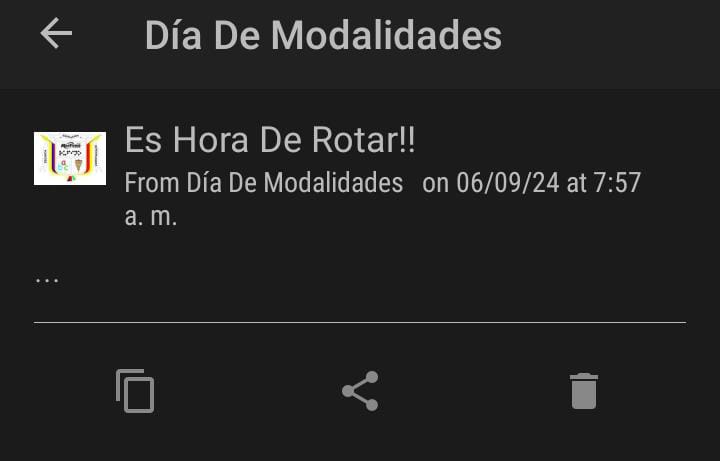 Día De Modalidades
Es Hora De Rotar!!
From Día De Modalidades on 06/09/24 at 7:57
a. m.
...